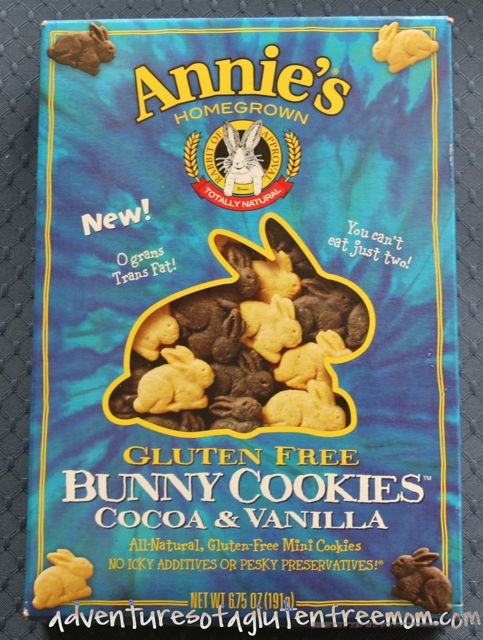 Annie's®
HOMEGROWN
RABBIT OF APPROVAL
TOTALLY NATURAL
New!
0 grams
Trans Fat!
You can't
eat just two!
GLUTEN FREE
BUNNY COOKIES™
COCOA & VANILLA
All-Natural, Gluten-Free Mini Cookies
NO ICKY ADDITIVES OR PESKY PRESERVATIVES!®
NET WT 6.75 OZ (191g)
adventuresofaglutenfreemom.com